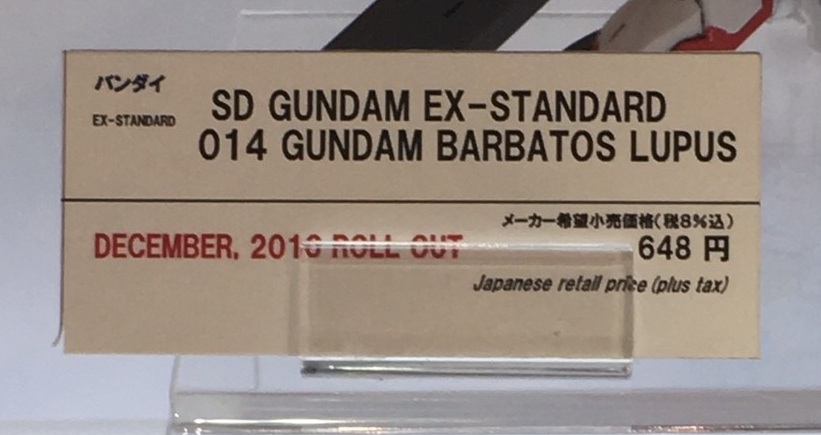 バンダイ
EX-STANDARD
SD GUNDAM EX-STANDARD
014 GUNDAM BARBATOS LUPUS
メーカー希望小売価格(税8%込)
DECEMBER, 2016 ROLL OUT
648 円
Japanese retail price (plus tax)